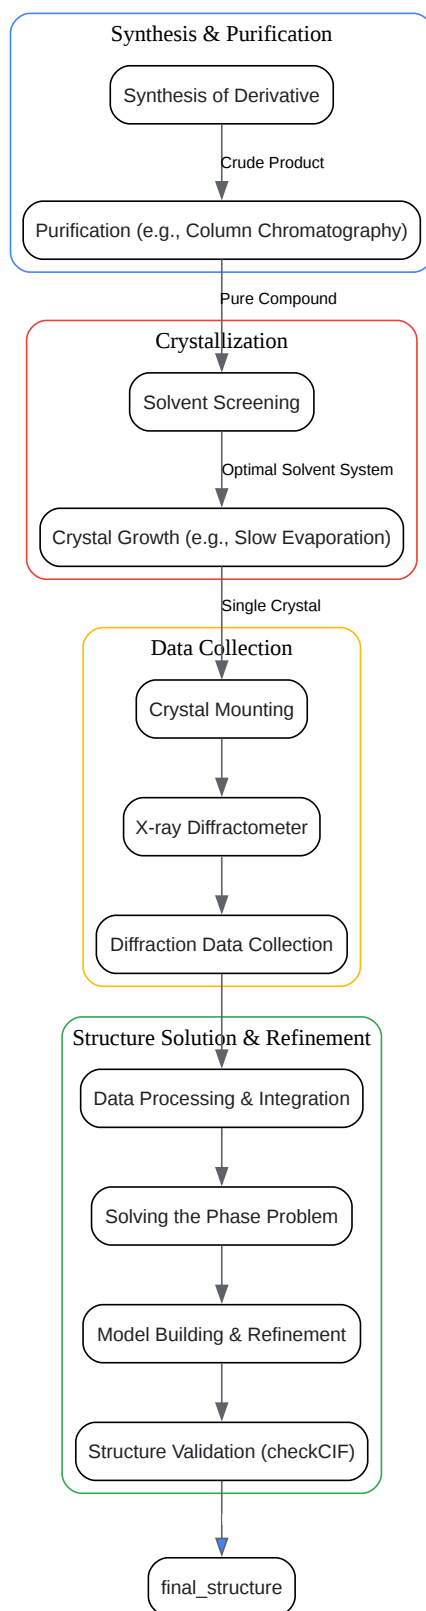 Synthesis & Purification
Synthesis of Derivative
Crude Product
Purification (e.g., Column Chromatography)
Pure Compound
Crystallization
Solvent Screening
Optimal Solvent System
Crystal Growth (e.g., Slow Evaporation)
Single Crystal
Data Collection
Crystal Mounting
X-ray Diffractometer
Diffraction Data Collection
Structure Solution & Refinement
Data Processing & Integration
Solving the Phase Problem
Model Building & Refinement
Structure Validation (checkCIF)
final_structure